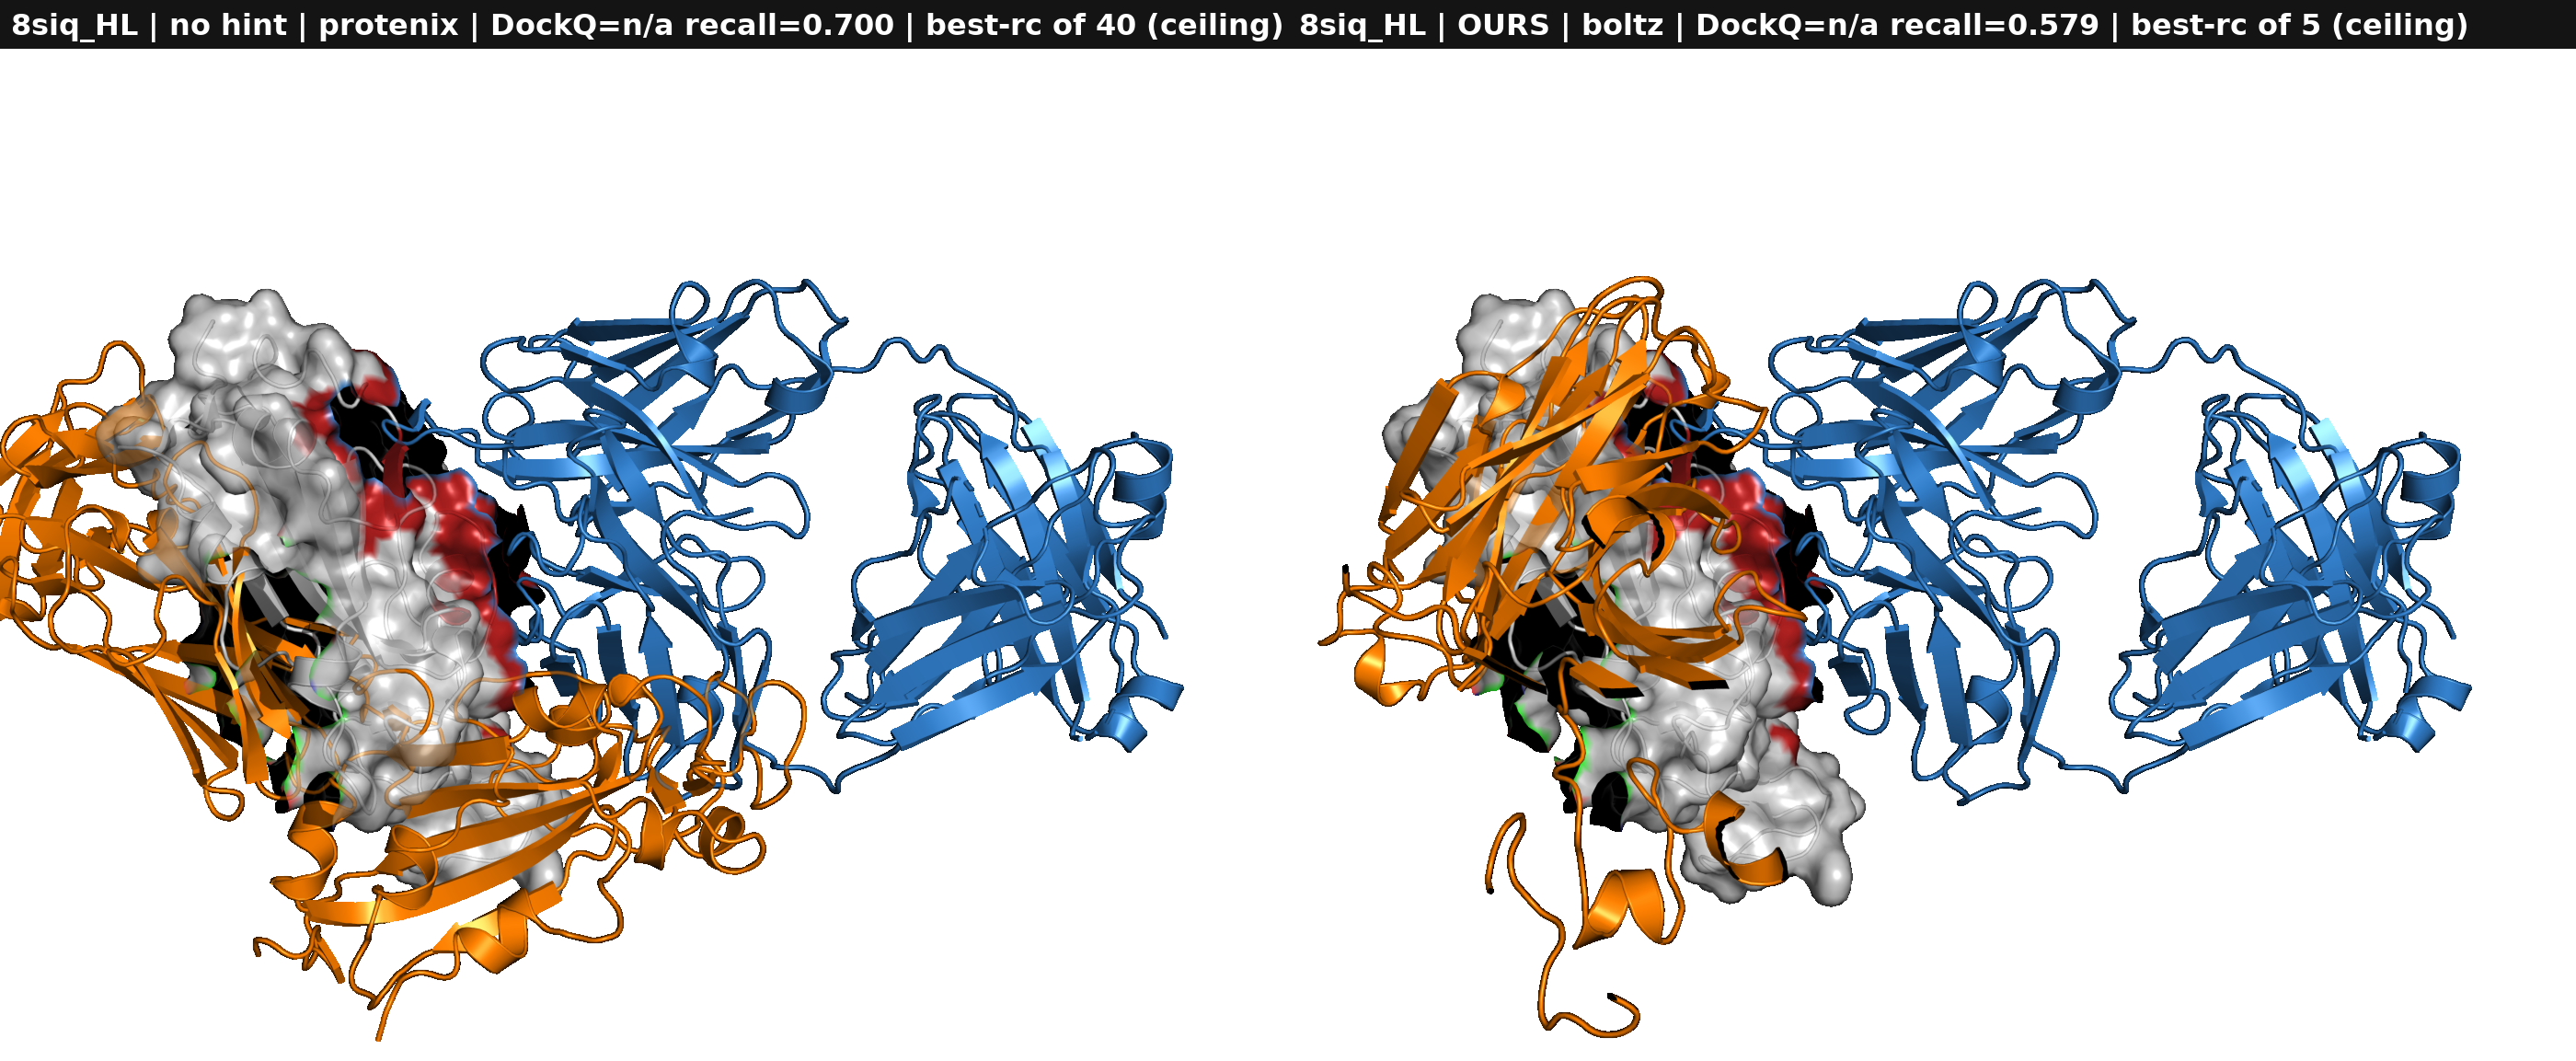 8siq_HL | no hint | protenix | DockQ=n/a recall=0.700 | best-rc of 40 (ceiling)
8siq_HL | OURS | boltz | DockQ=n/a recall=0.579 | best-rc of 5 (ceiling)